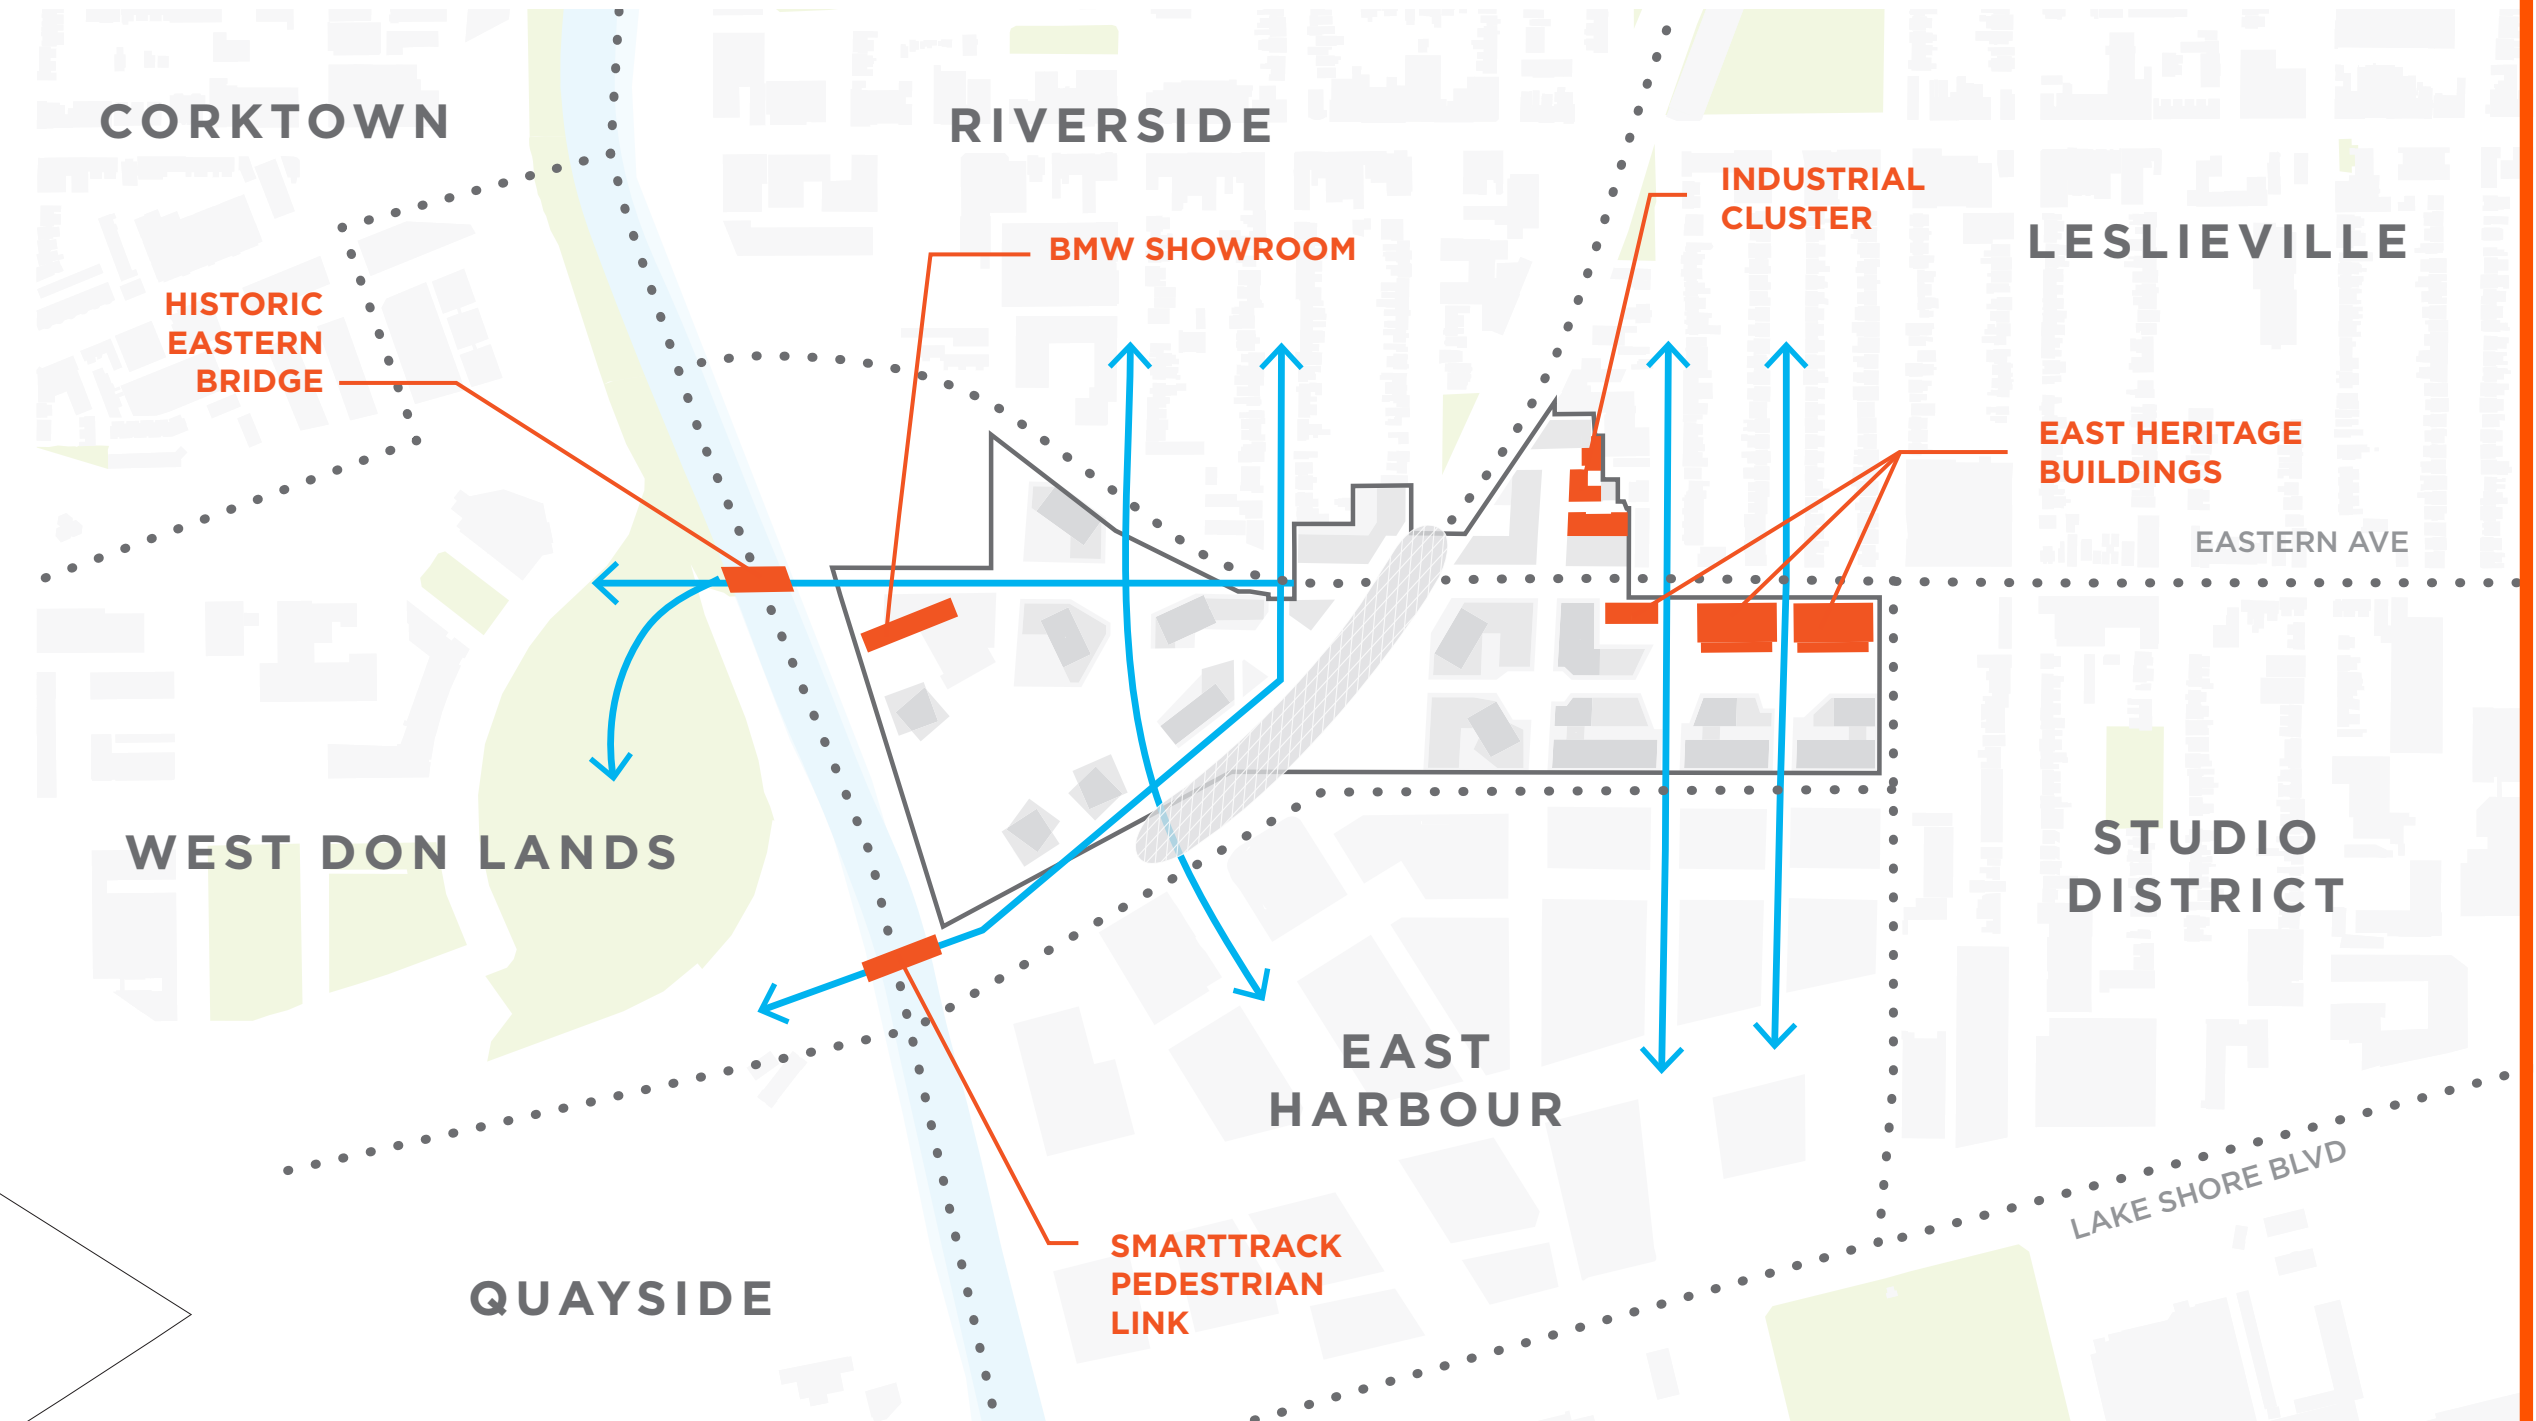 CORKTOWN
RIVERSIDE
INDUSTRIAL
CLUSTER
LESLIEVILLE
BMW SHOWROOM
HISTORIC
EASTERN
BRIDGE
EAST HERITAGE
BUILDINGS
EASTERN AVE
WEST DON LANDS
STUDIO
DISTRICT
EAST
HARBOUR
LAKE SHORE BLVD
SMARTTRACK
PEDESTRIAN
LINK
QUAYSIDE